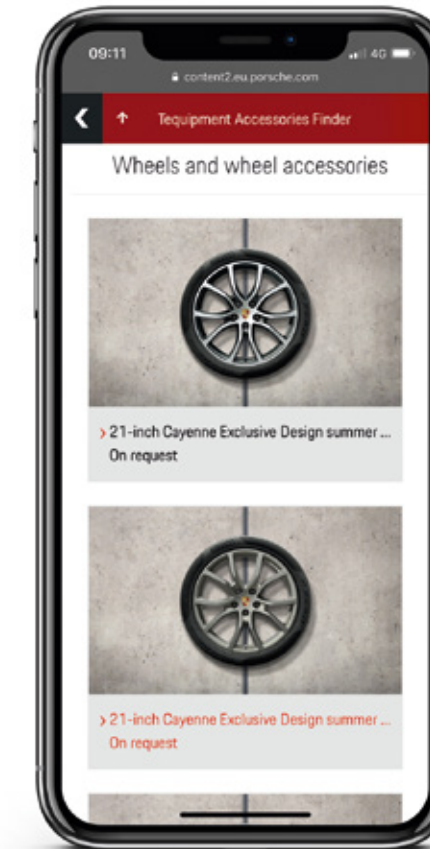 09:11
4G
content2.eu.porsche.com
Tequipment Accessories Finder
Wheels and wheel accessories
21-inch Cayenne Exclusive Design summer ...
On request
21-inch Cayenne Exclusive Design summer ...
On request